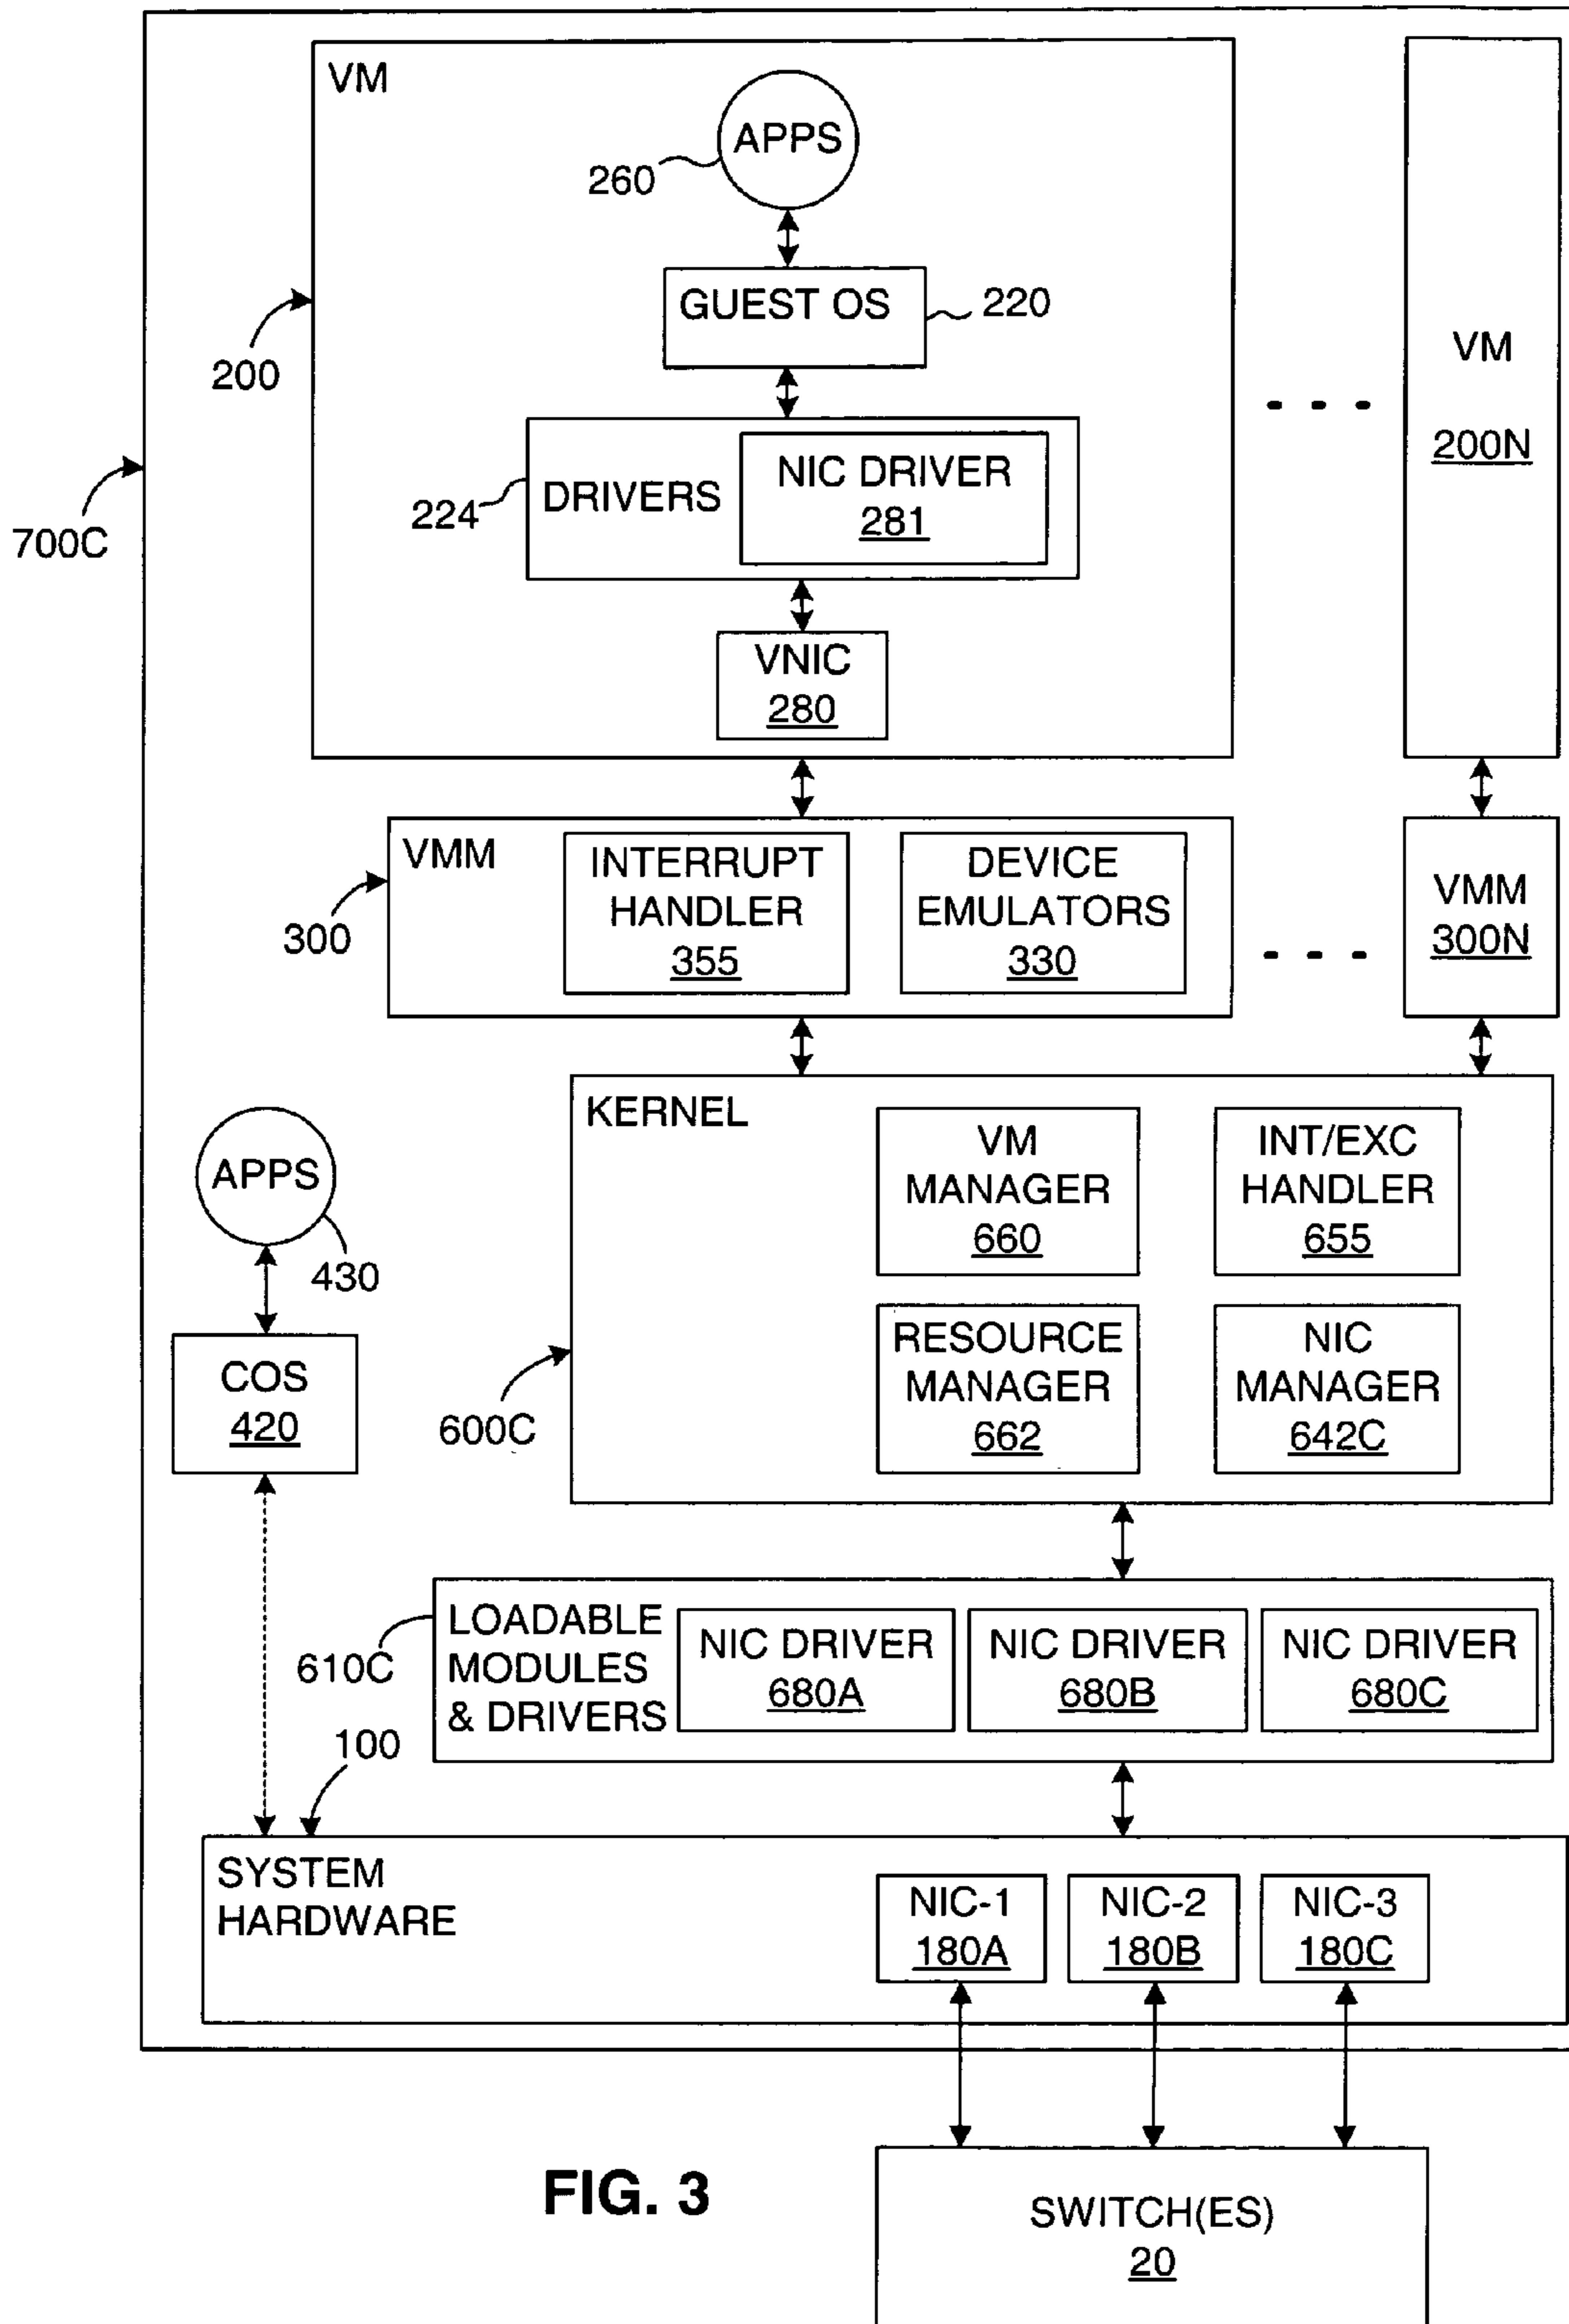 VM
APPS
260
GUEST OS
220
200
VM
200N
DRIVERS
NIC DRIVER
281
224
700C
VNIC
280
VMM
INTERRUPT
HANDLER
355
DEVICE
EMULATORS
330
300
VMM
300N
KERNEL
VM
MANAGER
660
INT/EXC
HANDLER
655
APPS
430
RESOURCE
MANAGER
662
NIC
MANAGER
642C
COS
420
600C
LOADABLE
MODULES
& DRIVERS
NIC DRIVER
680A
NIC DRIVER
680B
NIC DRIVER
680C
610C
100
SYSTEM
HARDWARE
NIC-1
180A
NIC-2
180B
NIC-3
180C
FIG. 3
SWITCH(ES)
20